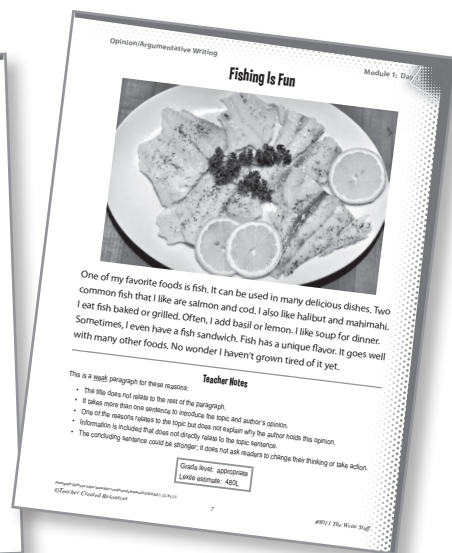 Opinion/Argumentative Writing
Module 1: Day
Fishing Is Fun
One of my favorite foods is fish. It can be used in many delicious dishes. Two
common fish that I like are salmon and cod. I also like halibut and mahimahi.
I eat fish baked or grilled. Often, I add basil or lemon. I like soup for dinner.
Sometimes, I even have a fish sandwich. Fish has a unique flavor. It goes well
with many other foods. No wonder I haven't grown tired of it yet.
Teacher Notes
This is a weak paragraph for these reasons:
• The title does not relate to the rest of the paragraph.
• It takes more than one sentence to introduce the topic and author's opinion.
• One of the reasons relates to the topic but does not explain why the author holds this opinion.
• Information is included that does not directly relate to the topic sentence.
• The concluding sentence could be stronger; it does not ask readers to change their thinking or take action.
Grade level: appropriate
Lexile estimate: 480L
©Teacher Created Resources
7
#8011 The Write Stuff